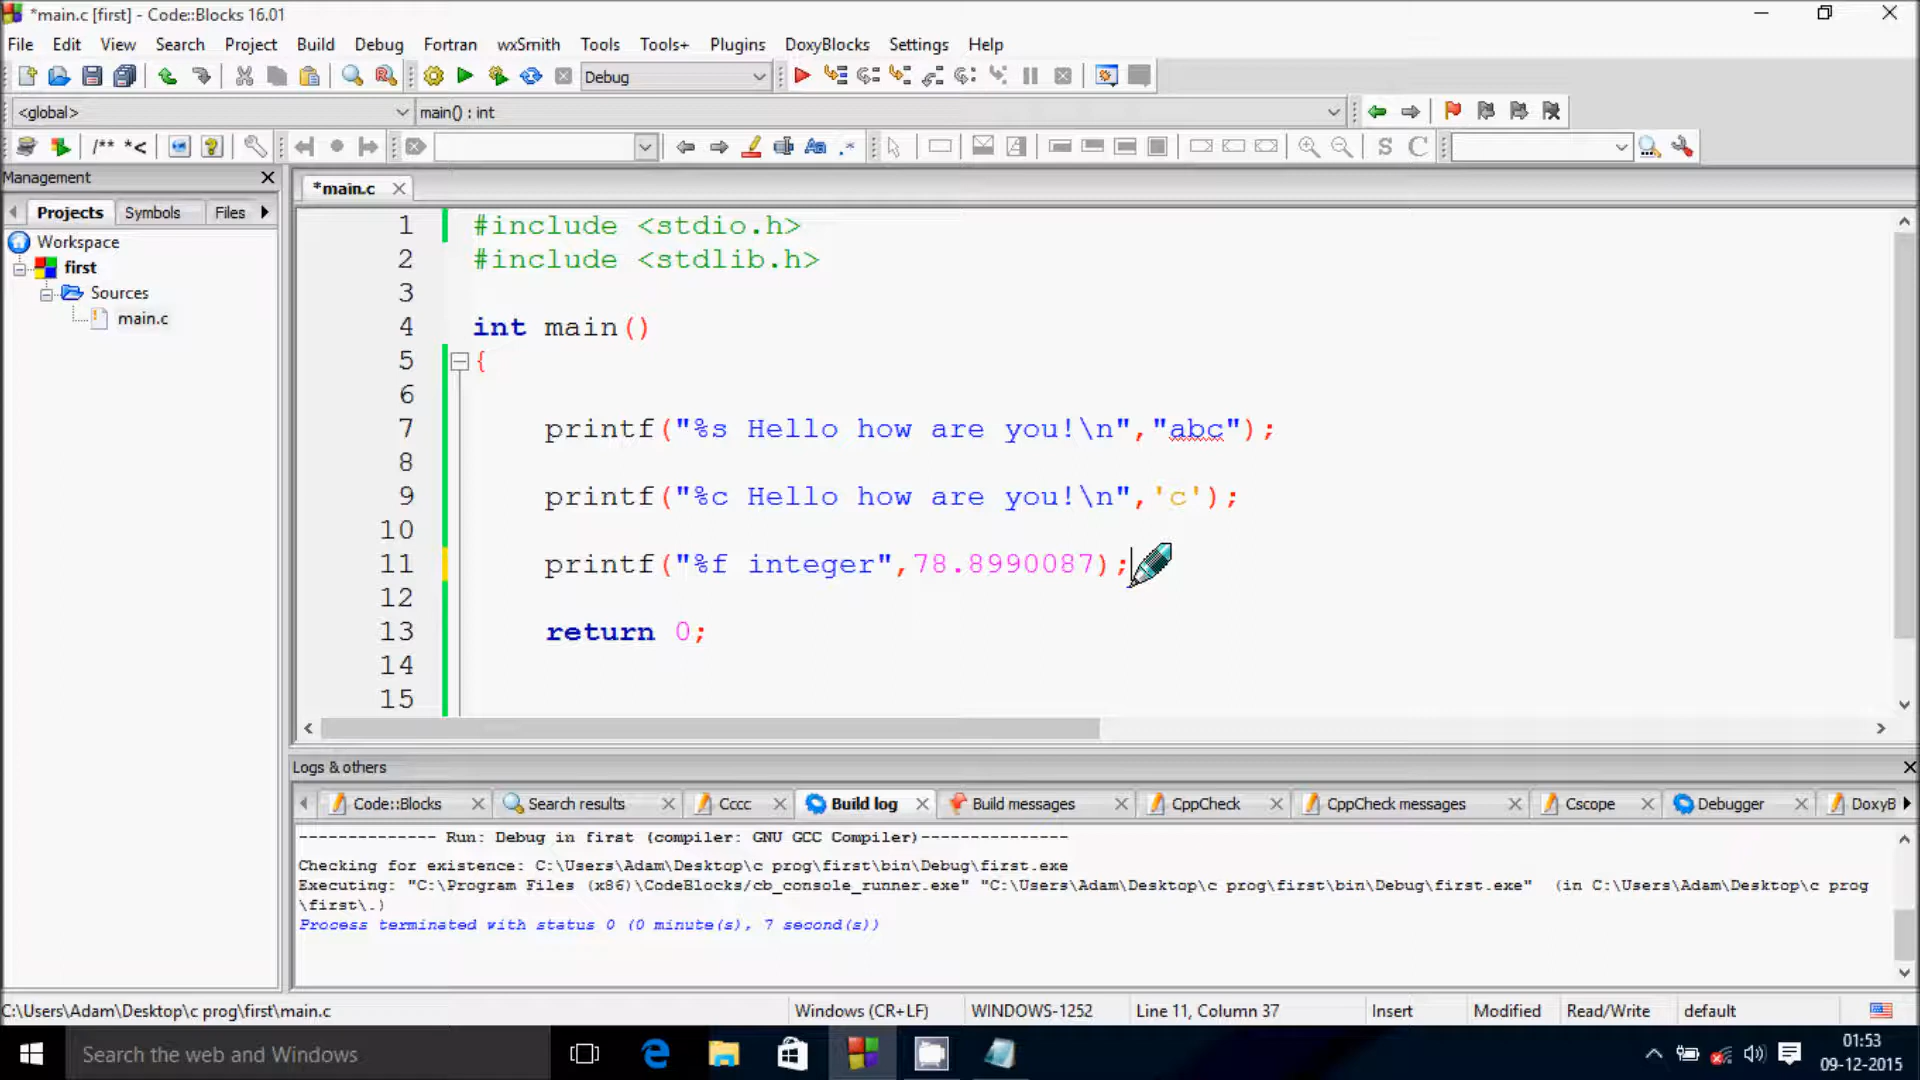 *main.c [first] - Code::Blocks 16.01
File Edit View Search Project Build Debug Fortran wxSmith Tools Tools+ Plugins DoxyBlocks Settings Help
Debug
<global> main() : int
/** *<
S C
Management
Projects Symbols Files
*main.c
Workspace
first
Sources
main.c
1 #include <stdio.h>
2 #include <stdlib.h>
3
4 int main()
5 {
6
7 printf("%s Hello how are you!\n","abc");
8
9 printf("%c Hello how are you!\n",'c');
10
11 printf("%f integer",78.8990087);
12
13 return 0;
14
15
Logs & others
Code::Blocks Search results Cccc Build log Build messages CppCheck CppCheck messages Cscope Debugger DoxyB
-------------- Run: Debug in first (compiler: GNU GCC Compiler)---------------
Checking for existence: C:\Users\Adam\Desktop\c prog\first\bin\Debug\first.exe
Executing: "C:\Program Files (x86)\CodeBlocks/cb_console_runner.exe" "C:\Users\Adam\Desktop\c prog\first\bin\Debug\first.exe"  (in C:\Users\Adam\Desktop\c prog
\first\.)
Process terminated with status 0 (0 minute(s), 7 second(s))
C:\Users\Adam\Desktop\c prog\first\main.c Windows (CR+LF) WINDOWS-1252 Line 11, Column 37 Insert Modified Read/Write default
Search the web and Windows
01:53
09-12-2015